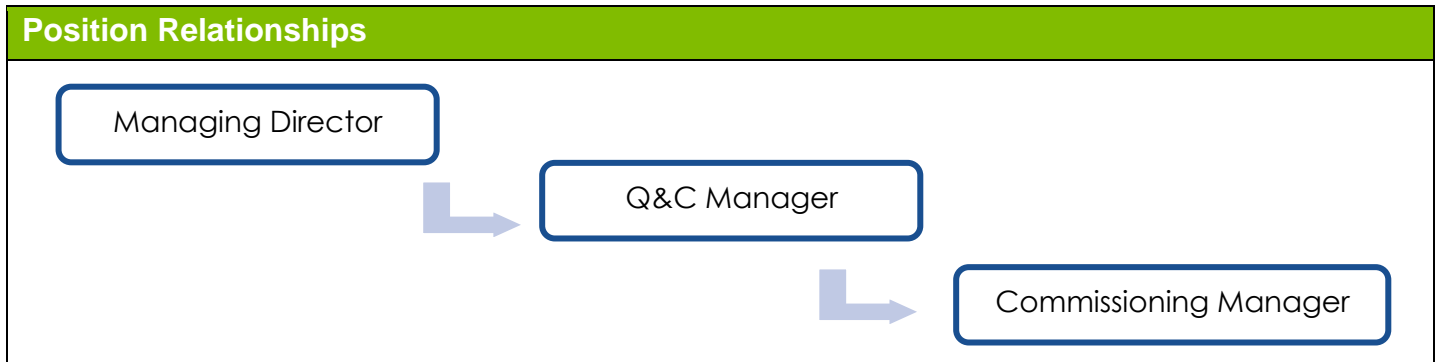 Position Relationships
Managing Director
Q&C Manager
Commissioning Manager